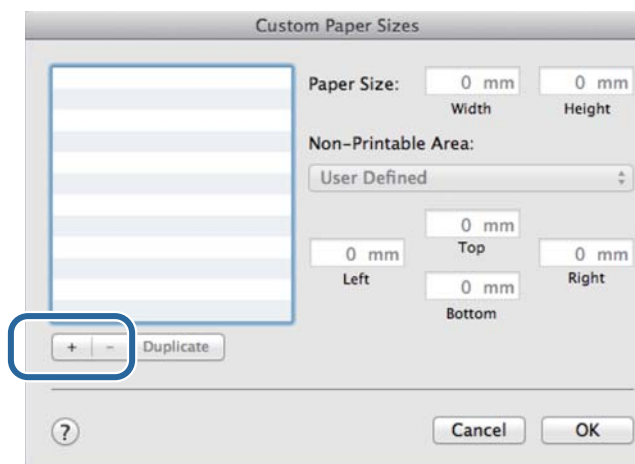 Custom Paper Sizes
Paper Size:
0 mm
0 mm
Width
Height
Non-Printable Area:
User Defined
0 mm
Top
0 mm
Left
0 mm
Right
0 mm
Bottom
+ | - Duplicate
?
Cancel
OK